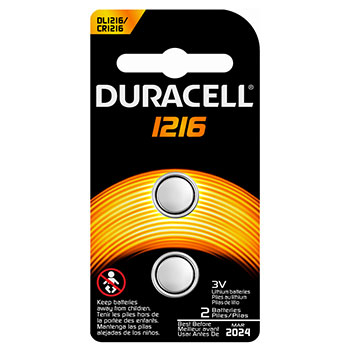 DL1216/
CR1216
DURACELL
1216
3V
Lithium batteries
Piles au lithium
Pilas de litio
Keep batteries
away from children.
Tenir les piles hors de
la portée des enfants.
Mantenga las pilas
alejadas de los niños.
2 Batteries
Piles/Pilas
Best Before
Meilleur avant
Usar Antes De
MAR
2024